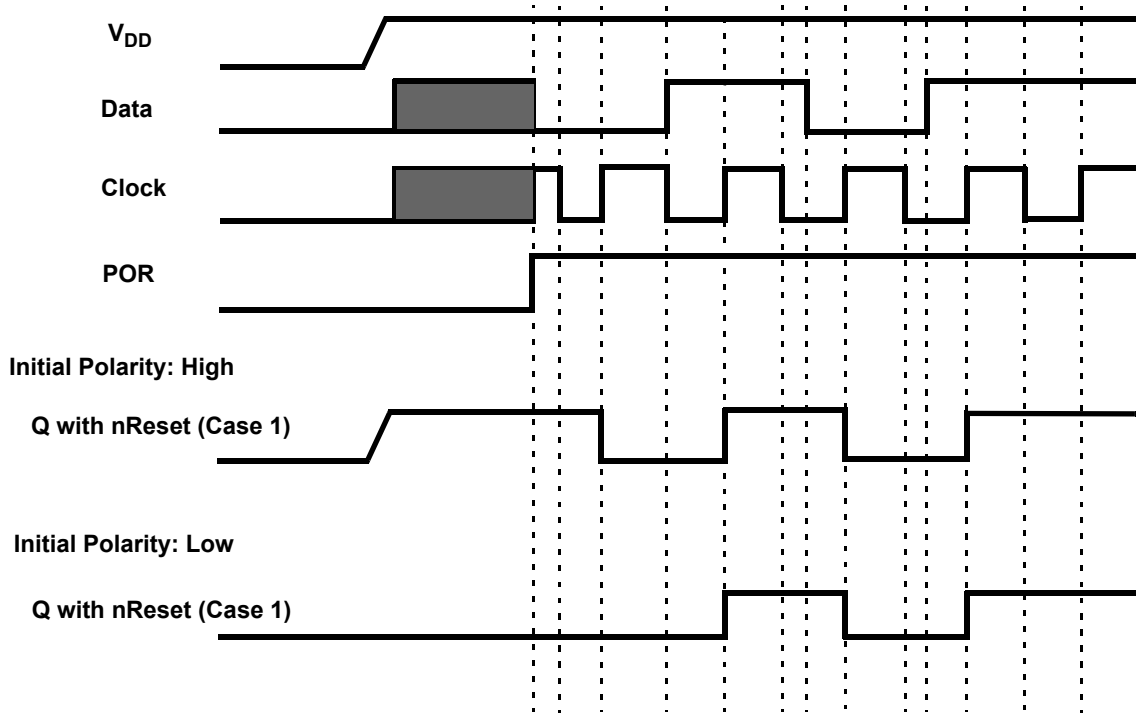 VDD
Data
Clock
POR
Initial Polarity: High
Q with nReset (Case 1)
Initial Polarity: Low
Q with nReset (Case 1)